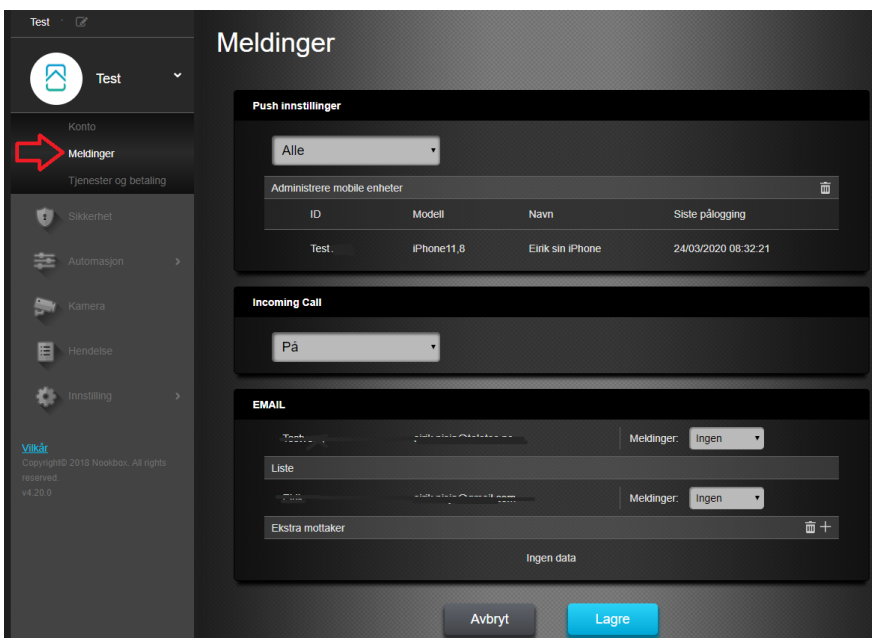 Test
Test
Konto
Meldinger
Tjenester og betaling
Sikkerhet
Automasjon
Kamera
Hendelse
Innstilling
Vilkår
Copyright© 2018 Nookbox. All rights
reserved.
v4.20.0
Meldinger
Push innstillinger
Alle
Administrere mobile enheter
ID Modell Navn Siste pålogging
Test. iPhone11,8 Eirik sin iPhone 24/03/2020 08:32:21
Incoming Call
På
EMAIL
Meldinger: Ingen
Liste
Meldinger: Ingen
Ekstra mottaker
Ingen data
Avbryt Lagre